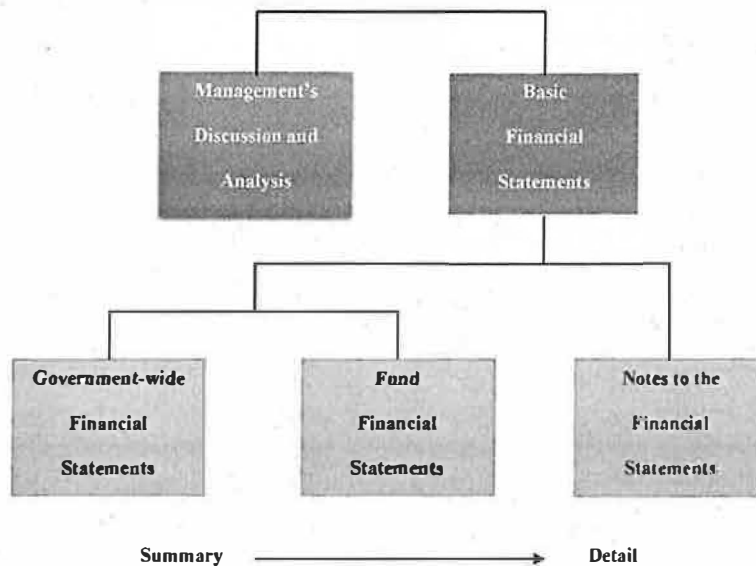 Management's
Discussion and
Analysis
Basic
Financial
Statements
Government-wide
Financial
Statements
Fund
Financial
Statements
Notes to the
Financial
Statements
Summary
Detail